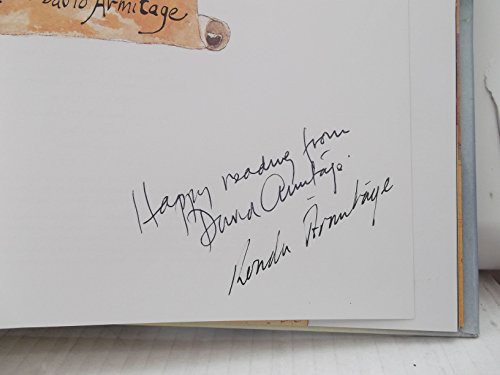 David Armitage
Happy reading from
David Armitage.
Ronda Armitage